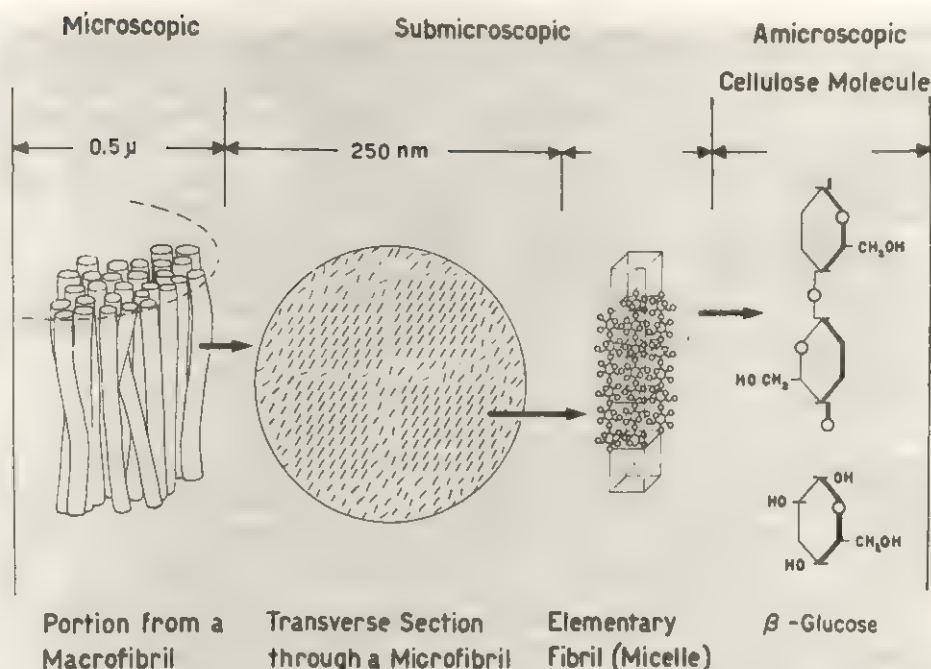 Microscopic
Submicroscopic
Amicroscopic
Cellulose Molecule
0.5 μ
250 nm
CH₂OH
HO CH₂
OH
HO
CH₂OH
HO
Portion from a
Macrofibril
Transverse Section
through a Microfibril
Elementary
Fibril (Micelle)
β -Glucose